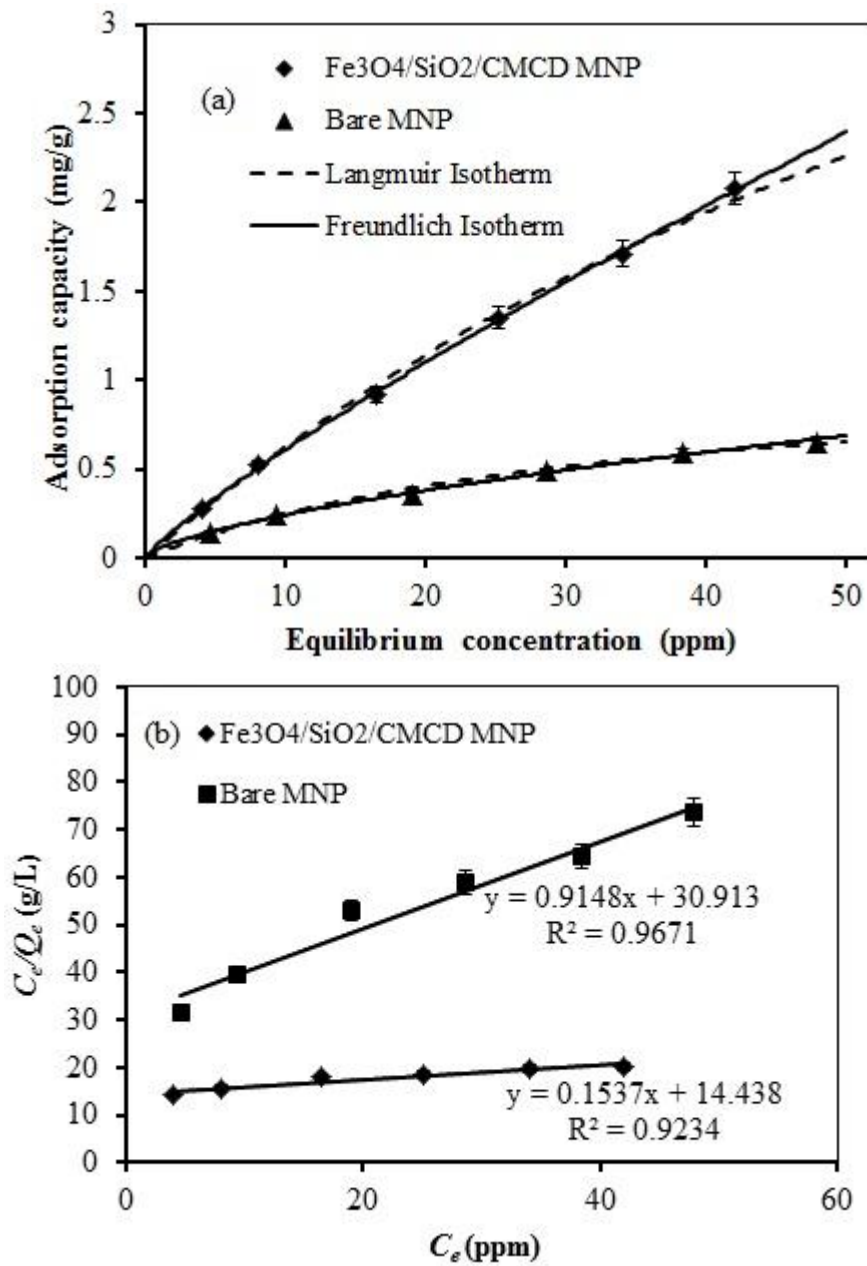 3
Fe3O4/SiO2/CMCD MNP
(a)
2.5
Bare MNP
Langmuir Isotherm
2
Freundlich Isotherm
1.5
1
0.5
0
Adsorption capacity (mg/g)
0 10 20 30 40 50
Equilibrium concentration (ppm)
100
(b) Fe3O4/SiO2/CMCD MNP
90
80
Bare MNP
70
60
y = 0.9148x + 30.913
R² = 0.9671
50
40
30
20
y = 0.1537x + 14.438
R² = 0.9234
10
0
Ce/Qe (g/L)
0 20 40 60
Ce (ppm)